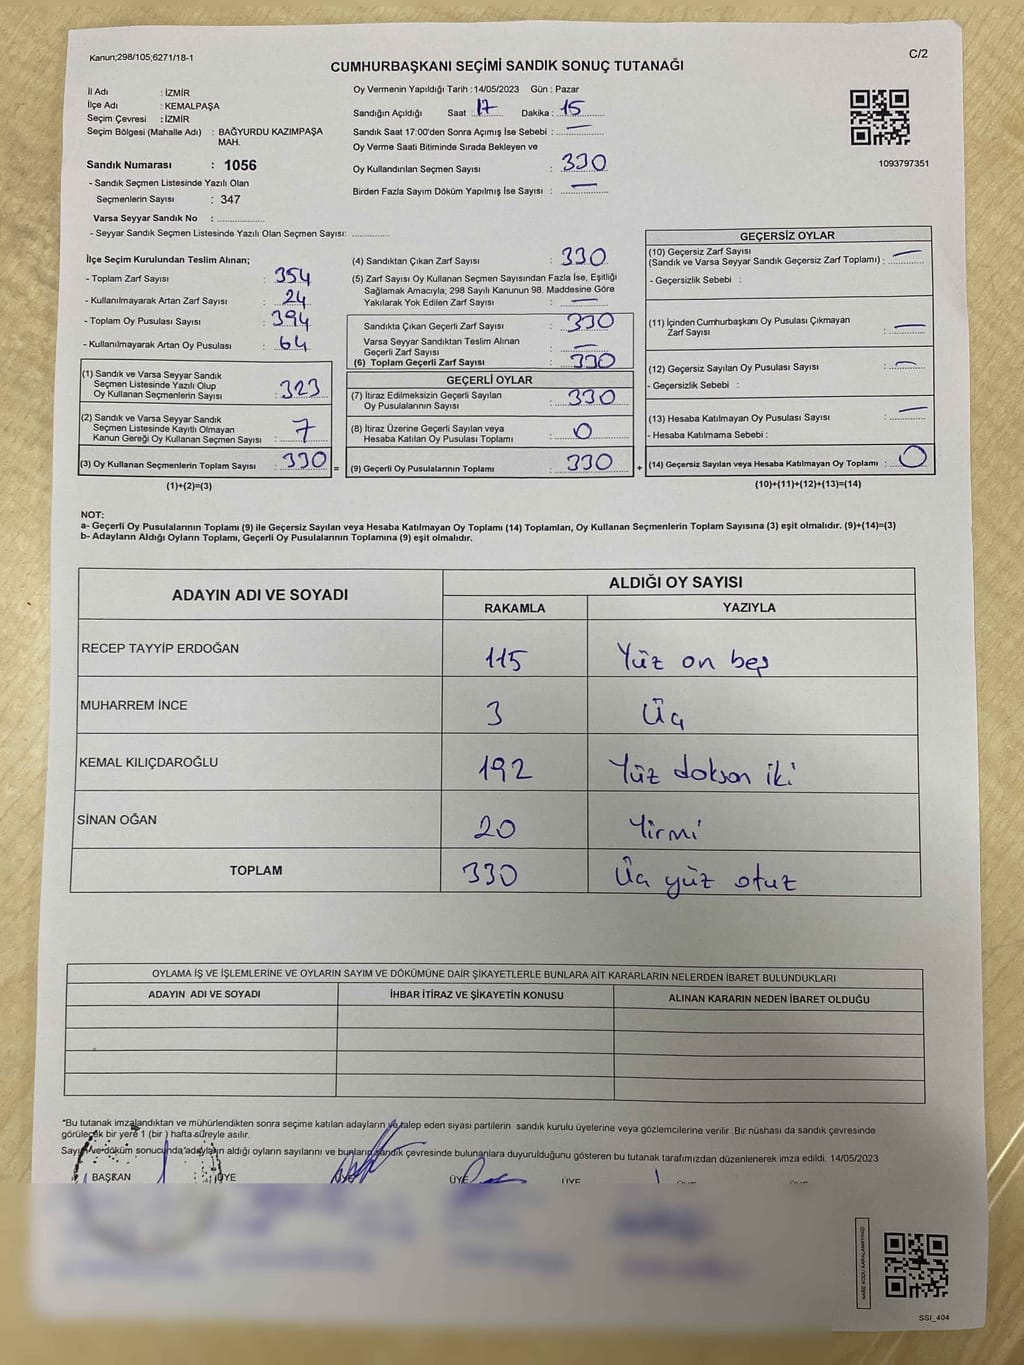 Kanun;298/105;6271/18-1
C/2
CUMHURBAŞKANI SEÇİMİ SANDIK SONUÇ TUTANAĞI
İl Adı : İZMİR
İlçe Adı : KEMALPAŞA
Seçim Çevresi : İZMİR
Seçim Bölgesi (Mahalle Adı) : BAĞYURDU KAZIMPAŞA
MAH.
Sandık Numarası : 1056
- Sandık Seçmen Listesinde Yazılı Olan
Seçmenlerin Sayısı : 347
Varsa Seyyar Sandık No : ..............
- Seyyar Sandık Seçmen Listesinde Yazılı Olan Seçmen Sayısı: ............
Oy Vermenin Yapıldığı Tarih : 14/05/2023 Gün : Pazar
Sandığın Açıldığı Saat : 17 Dakika : 15
Sandık Saat 17:00'den Sonra Açımış İse Sebebi : —
Oy Verme Saati Bitiminde Sırada Bekleyen ve
Oy Kullandırılan Seçmen Sayısı : 330
Birden Fazla Sayım Döküm Yapılmış İse Sayısı : —
1093797351
İlçe Seçim Kurulundan Teslim Alınan;
- Toplam Zarf Sayısı : 354
- Kullanılmayarak Artan Zarf Sayısı : 24
- Toplam Oy Pusulası Sayısı : 394
- Kullanılmayarak Artan Oy Pusulası : 64
(1) Sandık ve Varsa Seyyar Sandık
Seçmen Listesinde Yazılı Olup
Oy Kullanan Seçmenlerin Sayısı : 323
(2) Sandık ve Varsa Seyyar Sandık
Seçmen Listesinde Kayıtlı Olmayan
Kanun Gereği Oy Kullanan Seçmen Sayısı : 7
(3) Oy Kullanan Seçmenlerin Toplam Sayısı : 330 =
(1)+(2)=(3)
(4) Sandıktan Çıkan Zarf Sayısı : 330
(5) Zarf Sayısı Oy Kullanan Seçmen Sayısından Fazla İse, Eşitliği
Sağlamak Amacıyla; 298 Sayılı Kanunun 98. Maddesine Göre
Yakılarak Yok Edilen Zarf Sayısı : —
Sandıkta Çıkan Geçerli Zarf Sayısı : 330
Varsa Seyyar Sandıktan Teslim Alınan
Geçerli Zarf Sayısı : —
(6) Toplam Geçerli Zarf Sayısı : 330
GEÇERLİ OYLAR
(7) İtiraz Edilmeksizin Geçerli Sayılan
Oy Pusulalarının Sayısı : 330
(8) İtiraz Üzerine Geçerli Sayılan veya
Hesaba Katılan Oy Pusulası Toplamı : 0
(9) Geçerli Oy Pusulalarının Toplamı : 330 +
GEÇERSİZ OYLAR
(10) Geçersiz Zarf Sayısı
(Sandık ve Varsa Seyyar Sandık Geçersiz Zarf Toplamı) : —
- Geçersizlik Sebebi :
(11) İçinden Cumhurbaşkanı Oy Pusulası Çıkmayan
Zarf Sayısı : —
(12) Geçersiz Sayılan Oy Pusulası Sayısı : —
- Geçersizlik Sebebi :
(13) Hesaba Katılmayan Oy Pusulası Sayısı : —
- Hesaba Katılmama Sebebi :
(14) Geçersiz Sayılan veya Hesaba Katılmayan Oy Toplamı : 0
(10)+(11)+(12)+(13)=(14)
NOT:
a- Geçerli Oy Pusulalarının Toplamı (9) ile Geçersiz Sayılan veya Hesaba Katılmayan Oy Toplamı (14) Toplamları, Oy Kullanan Seçmenlerin Toplam Sayısına (3) eşit olmalıdır. (9)+(14)=(3)
b- Adayların Aldığı Oyların Toplamı, Geçerli Oy Pusulalarının Toplamına (9) eşit olmalıdır.
ADAYIN ADI VE SOYADI ALDIĞI OY SAYISI
RAKAMLA YAZIYLA
RECEP TAYYİP ERDOĞAN 115 Yüz on beş
MUHARREM İNCE 3 Üç
KEMAL KILIÇDAROĞLU 192 Yüz doksan iki
SİNAN OĞAN 20 Yirmi
TOPLAM 330 Üç yüz otuz
OYLAMA İŞ VE İŞLEMLERİNE VE OYLARIN SAYIM VE DÖKÜMÜNE DAİR ŞİKAYETLERLE BUNLARA AİT KARARLARIN NELERDEN İBARET BULUNDUKLARI
ADAYIN ADI VE SOYADI İHBAR İTİRAZ VE ŞİKAYETİN KONUSU ALINAN KARARIN NEDEN İBARET OLDUĞU
*Bu tutanak imzalandıktan ve mühürlendikten sonra seçime katılan adayların ve talep eden siyasi partilerin sandık kurulu üyelerine veya gözlemcilerine verilir. Bir nüshası da sandık çevresinde
görülecek bir yere 1 (bir) hafta süreyle asılır.
Sayım ve döküm sonucunda adayların aldığı oyların sayılarını ve bunların sandık çevresinde bulunanlara duyurulduğunu gösteren bu tutanak tarafımızdan düzenlenerek imza edildi. 14/05/2023
BAŞKAN ÜYE ÜYE ÜYE ÜYE
KARE KODU KARALAMAYINIZ!
SSI_404